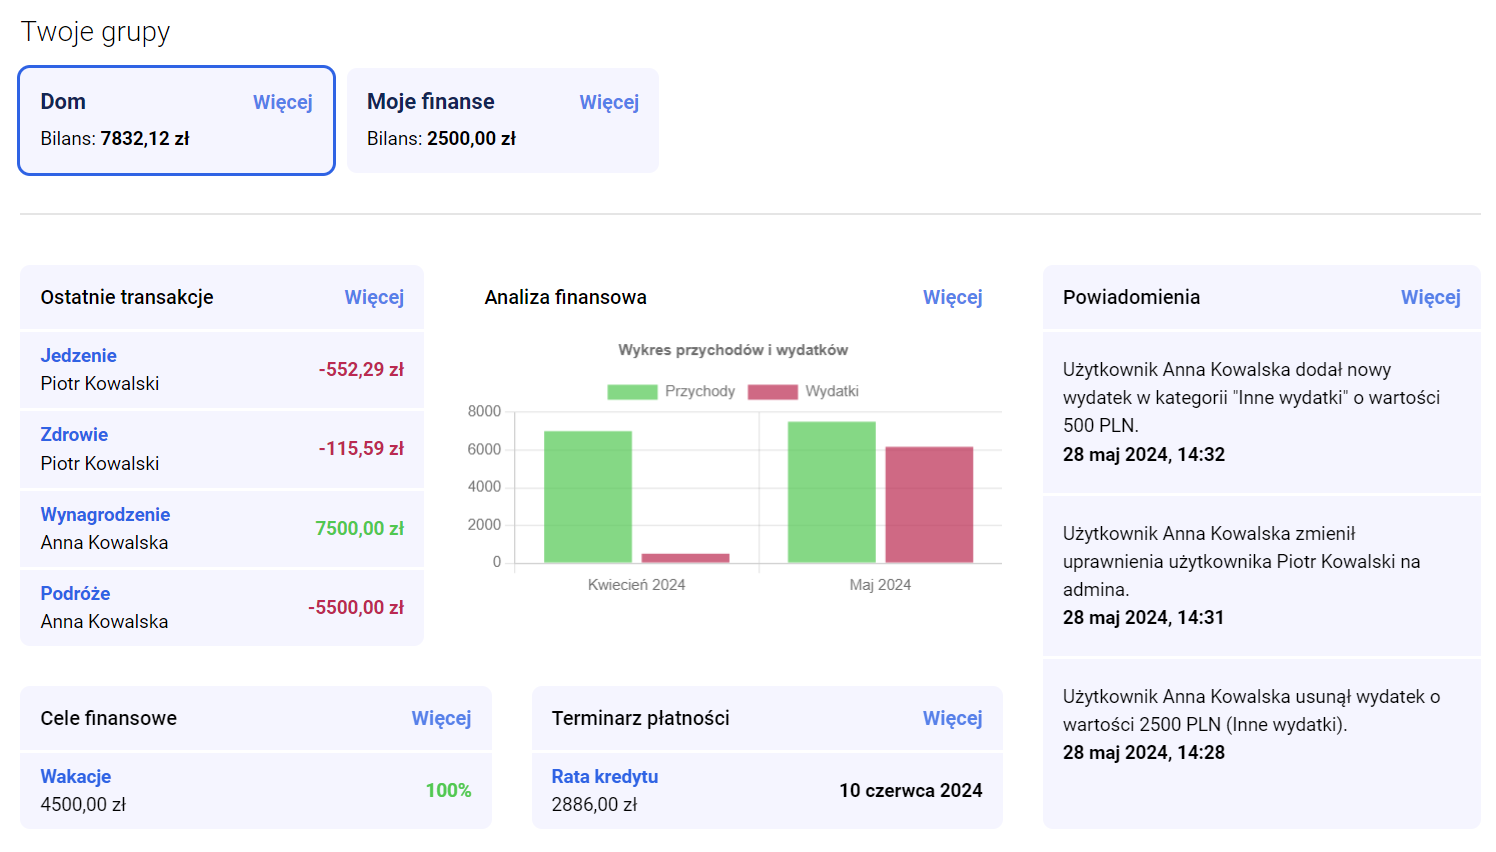 Twoje grupy
Dom
Więcej
Bilans: 7832,12 zł
Moje finanse
Więcej
Bilans: 2500,00 zł
Ostatnie transakcje
Więcej
Jedzenie
Piotr Kowalski
-552,29 zł
Zdrowie
Piotr Kowalski
-115,59 zł
Wynagrodzenie
Anna Kowalska
7500,00 zł
Podróże
Anna Kowalska
-5500,00 zł
Analiza finansowa
Więcej
Wykres przychodów i wydatków
Przychody
Wydatki
8000
6000
4000
2000
0
Kwiecień 2024
Maj 2024
Powiadomienia
Więcej
Użytkownik Anna Kowalska dodał nowy
wydatek w kategorii "Inne wydatki" o wartości
500 PLN.
28 maj 2024, 14:32
Użytkownik Anna Kowalska zmienił
uprawnienia użytkownika Piotr Kowalski na
admina.
28 maj 2024, 14:31
Użytkownik Anna Kowalska usunął wydatek o
wartości 2500 PLN (Inne wydatki).
28 maj 2024, 14:28
Cele finansowe
Więcej
Wakacje
4500,00 zł
100%
Terminarz płatności
Więcej
Rata kredytu
2886,00 zł
10 czerwca 2024